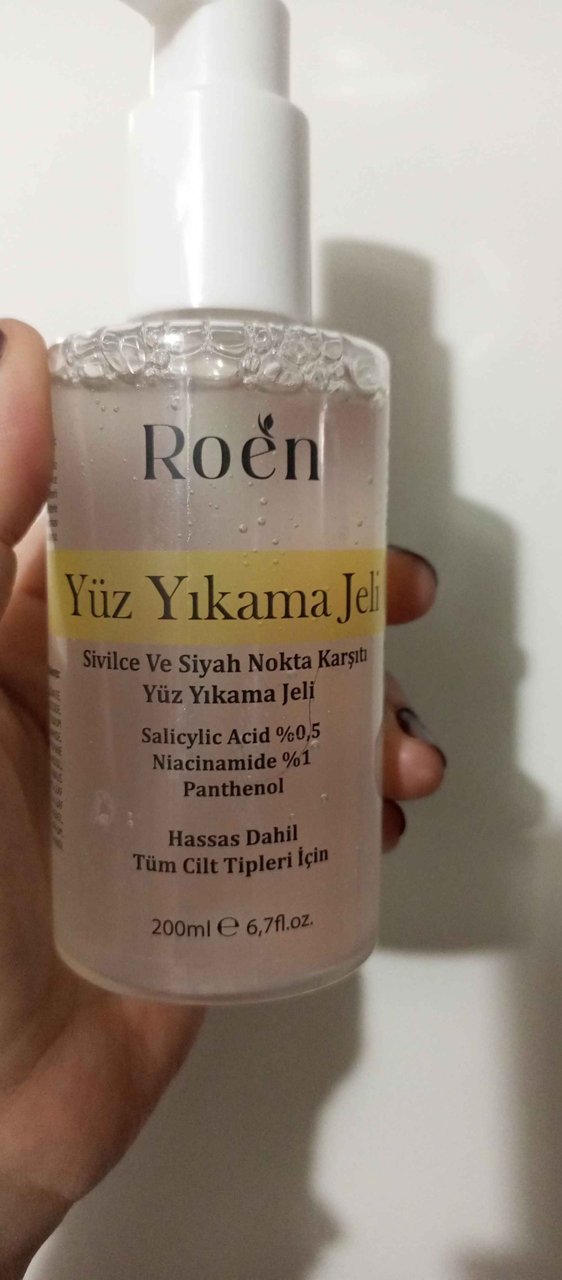 Roen
Yüz Yıkama Jeli
Sivilce Ve Siyah Nokta Karşıtı
Yüz Yıkama Jeli
Salicylic Acid %0,5
Niacinamide %1
Panthenol
Hassas Dahil
Tüm Cilt Tipleri İçin
200ml ℮ 6,7fl.oz.